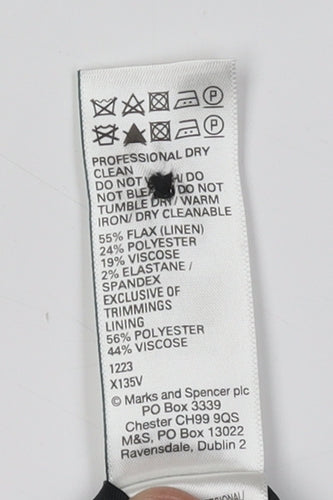 PROFESSIONAL DRY
CLEAN
DO NOT DO
NOT DO NOT
TUMBLE DRY/ WARM
IRON/ DRY CLEANABLE
55% FLAX (LINEN)
24% POLYESTER
19% VISCOSE
2% ELASTANE /
SPANDEX
EXCLUSIVE OF
TRIMMINGS
LINING
56% POLYESTER
44% VISCOSE
1223
X135V
© Marks and Spencer plc
PO Box 3339
Chester CH99 9QS
M&S, PO Box 13022
Ravensdale, Dublin 2